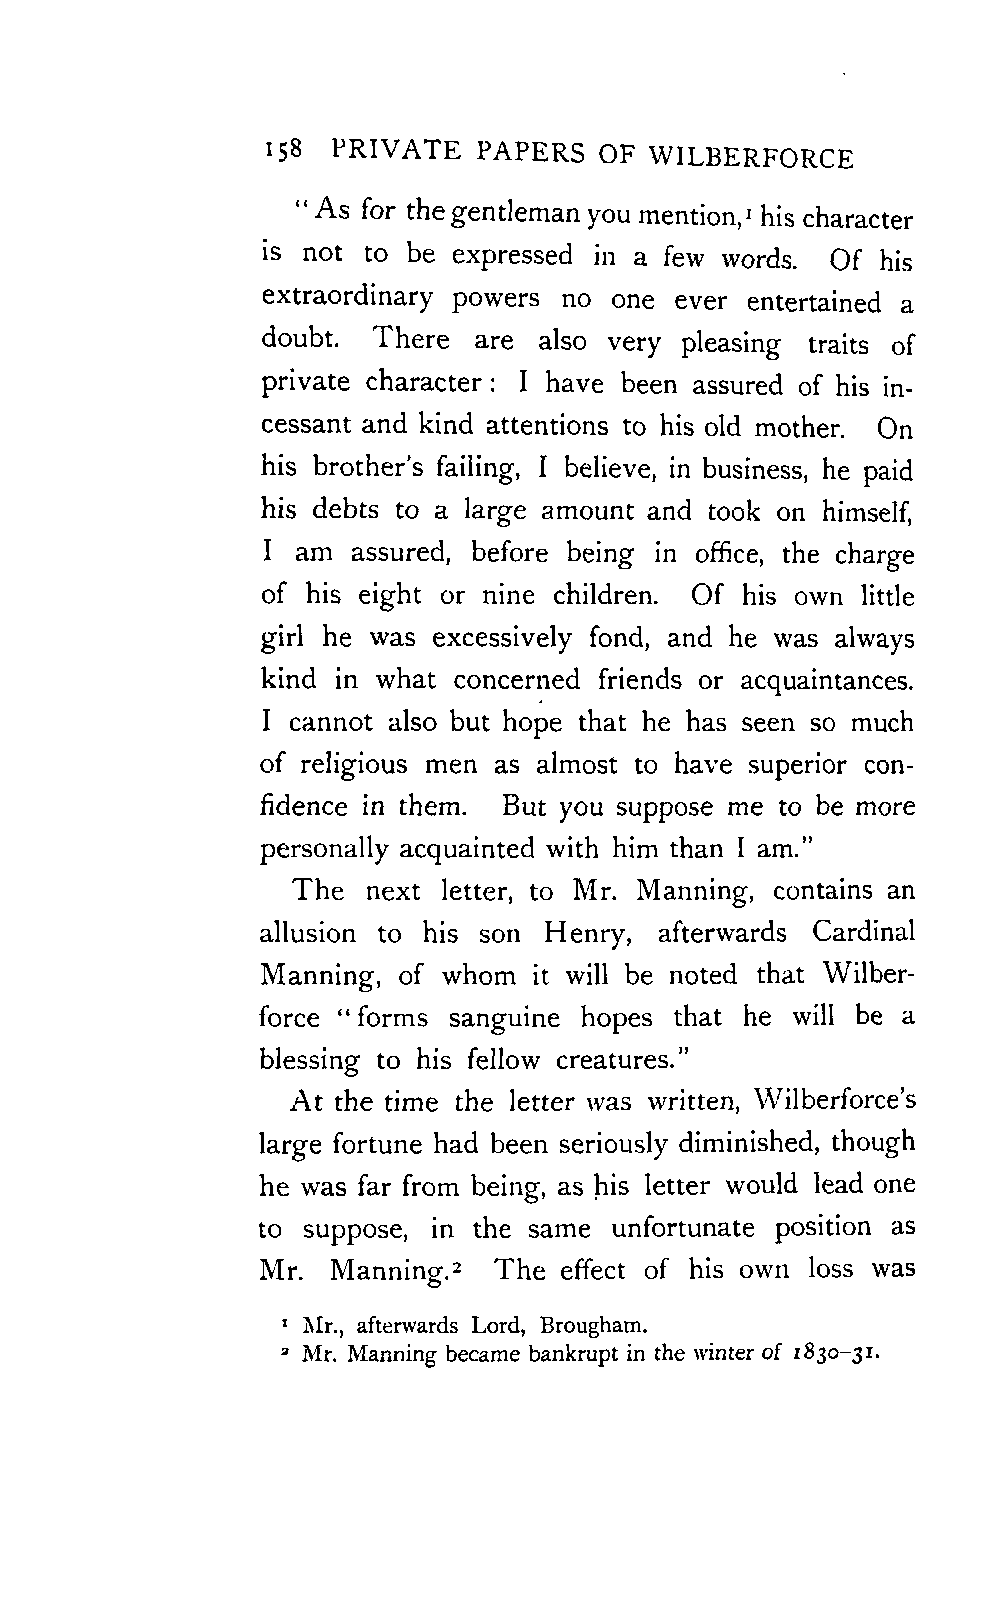 158 PRIVATE PAPERS OF WILBERFORCE
“ As for the gentleman you mention,¹ his character
is not to be expressed in a few words. Of his
extraordinary powers no one ever entertained a
doubt. There are also very pleasing traits of
private character : I have been assured of his in-
cessant and kind attentions to his old mother. On
his brother’s failing, I believe, in business, he paid
his debts to a large amount and took on himself,
I am assured, before being in office, the charge
of his eight or nine children. Of his own little
girl he was excessively fond, and he was always
kind in what concerned friends or acquaintances.
I cannot also but hope that he has seen so much
of religious men as almost to have superior con-
fidence in them. But you suppose me to be more
personally acquainted with him than I am.”
The next letter, to Mr. Manning, contains an
allusion to his son Henry, afterwards Cardinal
Manning, of whom it will be noted that Wilber-
force “ forms sanguine hopes that he will be a
blessing to his fellow creatures.”
At the time the letter was written, Wilberforce’s
large fortune had been seriously diminished, though
he was far from being, as his letter would lead one
to suppose, in the same unfortunate position as
Mr. Manning.² The effect of his own loss was
¹ Mr., afterwards Lord, Brougham.
² Mr. Manning became bankrupt in the winter of 1830–31.